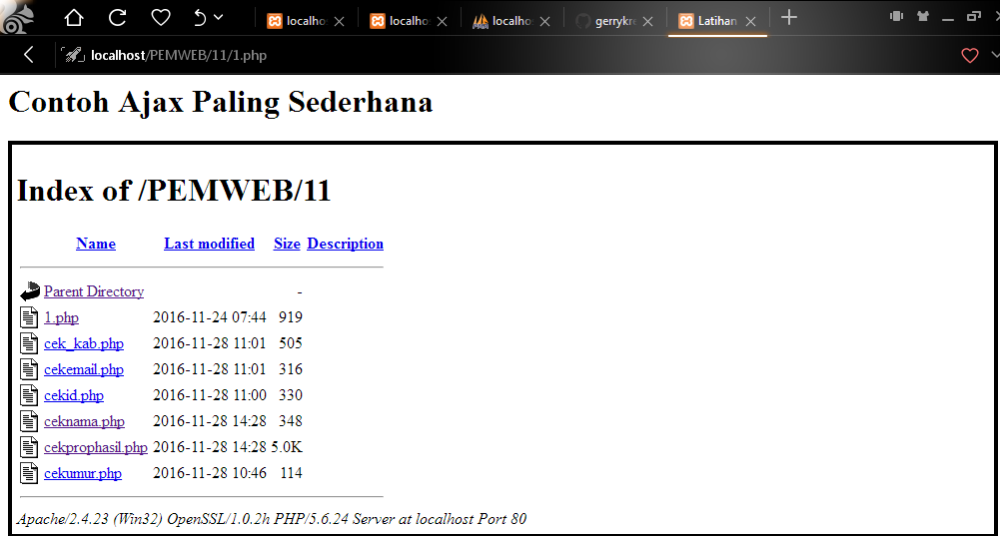 localhos
localhos
localhos
gerrykre
Latihan
localhost/PEMWEB/11/1.php
Contoh Ajax Paling Sederhana
Index of /PEMWEB/11
Name Last modified Size Description
Parent Directory -
1.php 2016-11-24 07:44 919
cek_kab.php 2016-11-28 11:01 505
cekemail.php 2016-11-28 11:01 316
cekid.php 2016-11-28 11:00 330
ceknama.php 2016-11-28 14:28 348
cekprophasil.php 2016-11-28 14:28 5.0K
cekumur.php 2016-11-28 10:46 114
Apache/2.4.23 (Win32) OpenSSL/1.0.2h PHP/5.6.24 Server at localhost Port 80